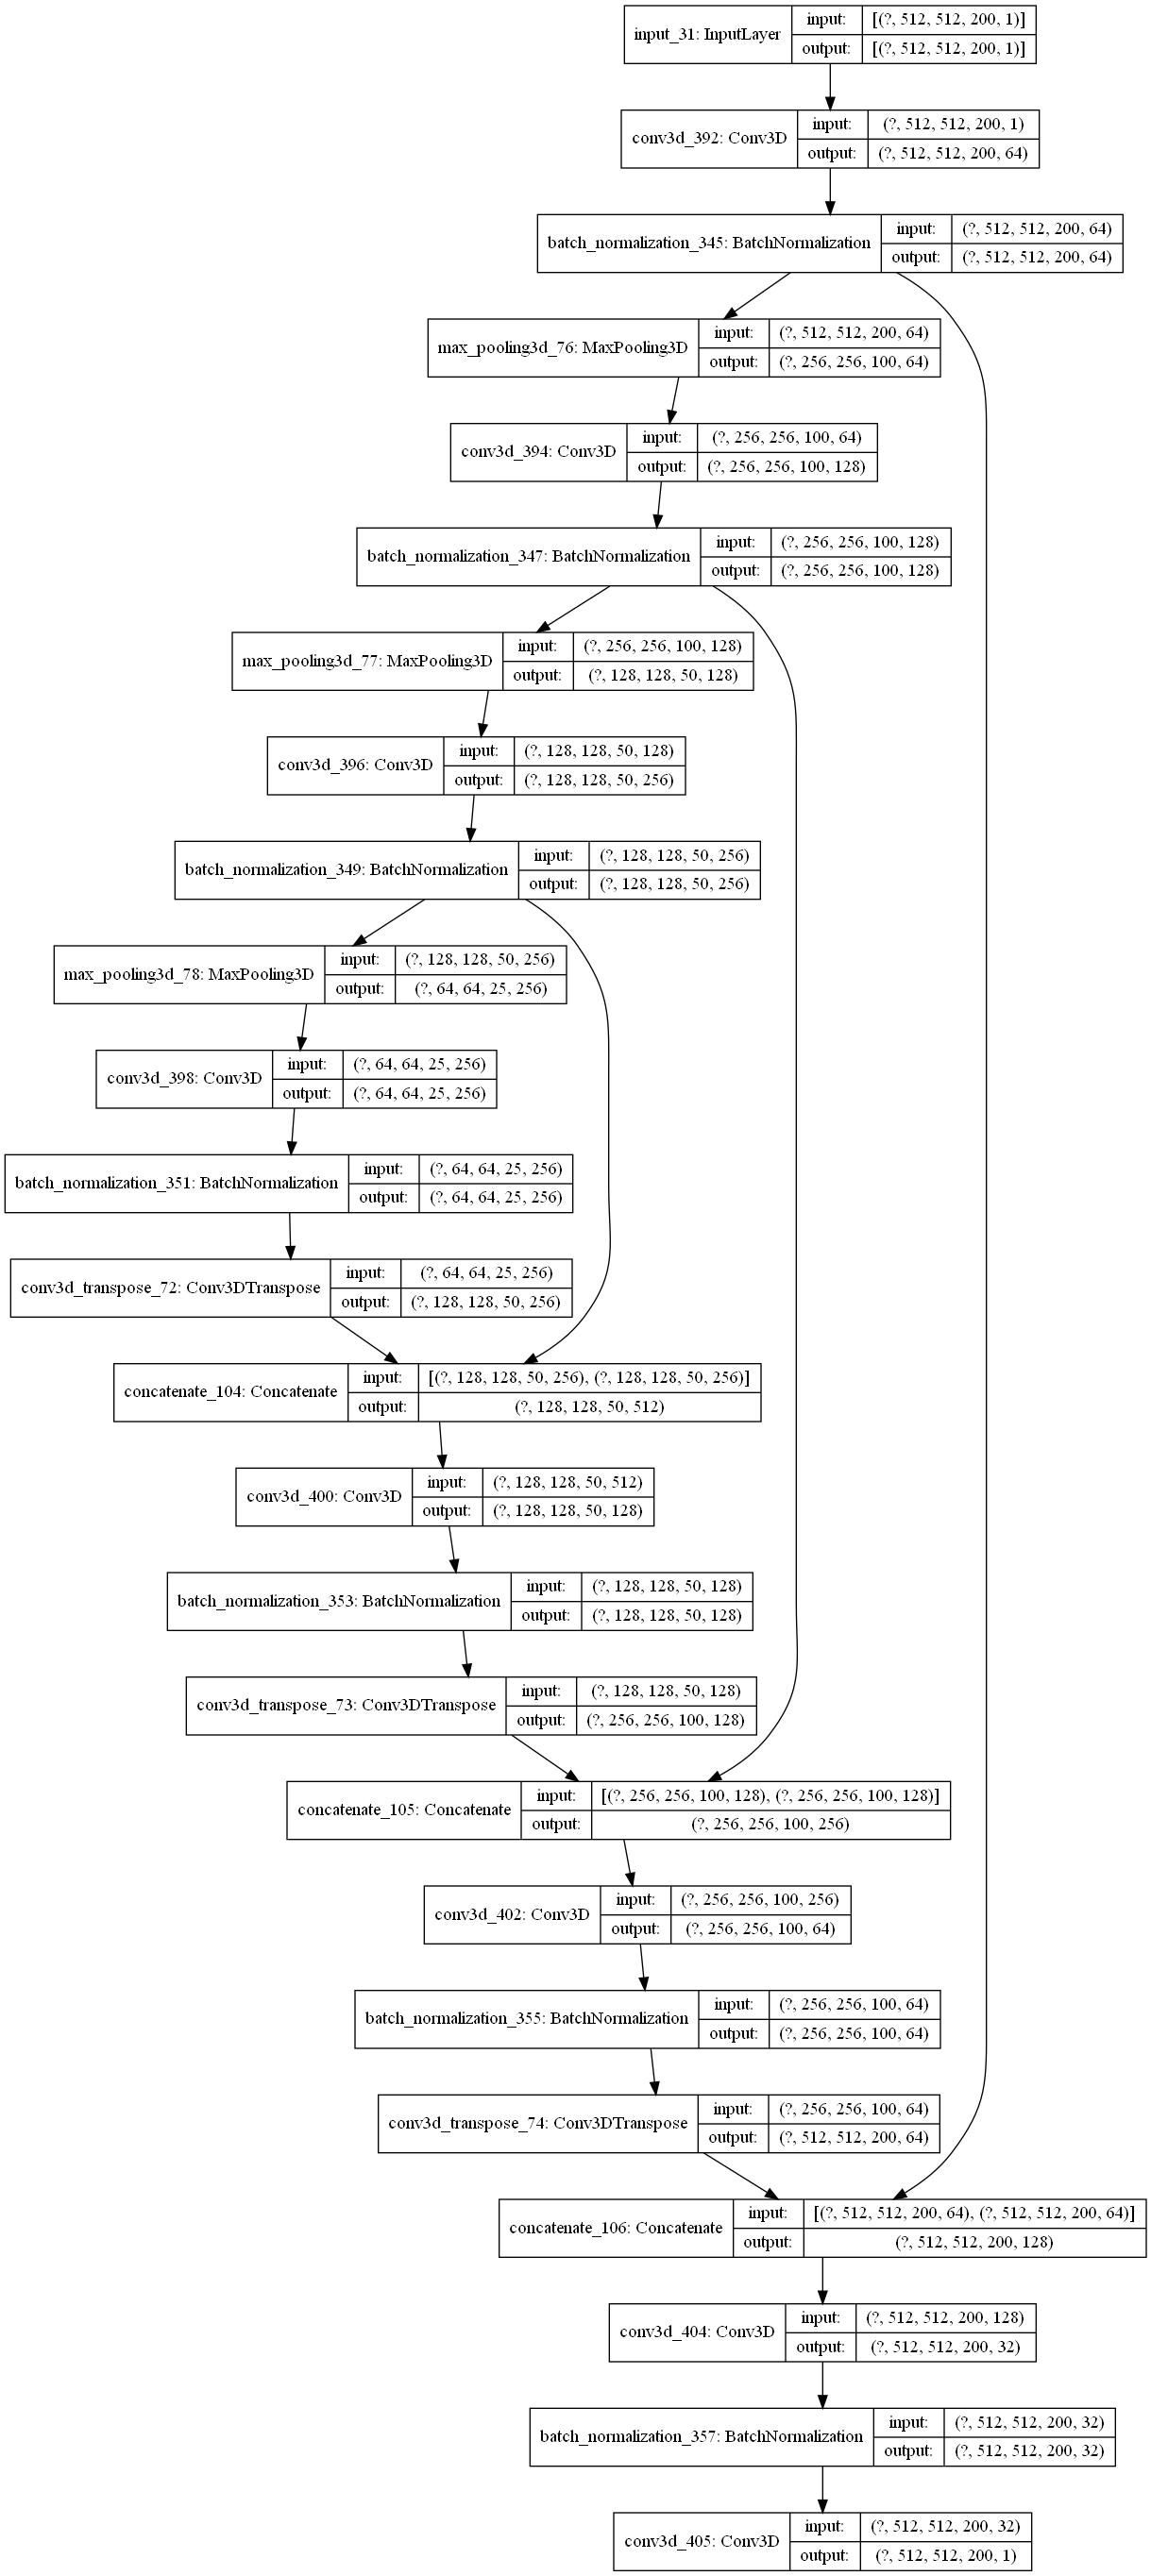 input_31: InputLayer
input:
[(?, 512, 512, 200, 1)]
output:
[(?, 512, 512, 200, 1)]
conv3d_392: Conv3D
input:
(?, 512, 512, 200, 1)
output:
(?, 512, 512, 200, 64)
batch_normalization_345: BatchNormalization
input:
(?, 512, 512, 200, 64)
output:
(?, 512, 512, 200, 64)
max_pooling3d_76: MaxPooling3D
input:
(?, 512, 512, 200, 64)
output:
(?, 256, 256, 100, 64)
conv3d_394: Conv3D
input:
(?, 256, 256, 100, 64)
output:
(?, 256, 256, 100, 128)
batch_normalization_347: BatchNormalization
input:
(?, 256, 256, 100, 128)
output:
(?, 256, 256, 100, 128)
max_pooling3d_77: MaxPooling3D
input:
(?, 256, 256, 100, 128)
output:
(?, 128, 128, 50, 128)
conv3d_396: Conv3D
input:
(?, 128, 128, 50, 128)
output:
(?, 128, 128, 50, 256)
batch_normalization_349: BatchNormalization
input:
(?, 128, 128, 50, 256)
output:
(?, 128, 128, 50, 256)
max_pooling3d_78: MaxPooling3D
input:
(?, 128, 128, 50, 256)
output:
(?, 64, 64, 25, 256)
conv3d_398: Conv3D
input:
(?, 64, 64, 25, 256)
output:
(?, 64, 64, 25, 256)
batch_normalization_351: BatchNormalization
input:
(?, 64, 64, 25, 256)
output:
(?, 64, 64, 25, 256)
conv3d_transpose_72: Conv3DTranspose
input:
(?, 64, 64, 25, 256)
output:
(?, 128, 128, 50, 256)
concatenate_104: Concatenate
input:
[(?, 128, 128, 50, 256), (?, 128, 128, 50, 256)]
output:
(?, 128, 128, 50, 512)
conv3d_400: Conv3D
input:
(?, 128, 128, 50, 512)
output:
(?, 128, 128, 50, 128)
batch_normalization_353: BatchNormalization
input:
(?, 128, 128, 50, 128)
output:
(?, 128, 128, 50, 128)
conv3d_transpose_73: Conv3DTranspose
input:
(?, 128, 128, 50, 128)
output:
(?, 256, 256, 100, 128)
concatenate_105: Concatenate
input:
[(?, 256, 256, 100, 128), (?, 256, 256, 100, 128)]
output:
(?, 256, 256, 100, 256)
conv3d_402: Conv3D
input:
(?, 256, 256, 100, 256)
output:
(?, 256, 256, 100, 64)
batch_normalization_355: BatchNormalization
input:
(?, 256, 256, 100, 64)
output:
(?, 256, 256, 100, 64)
conv3d_transpose_74: Conv3DTranspose
input:
(?, 256, 256, 100, 64)
output:
(?, 512, 512, 200, 64)
concatenate_106: Concatenate
input:
[(?, 512, 512, 200, 64), (?, 512, 512, 200, 64)]
output:
(?, 512, 512, 200, 128)
conv3d_404: Conv3D
input:
(?, 512, 512, 200, 128)
output:
(?, 512, 512, 200, 32)
batch_normalization_357: BatchNormalization
input:
(?, 512, 512, 200, 32)
output:
(?, 512, 512, 200, 32)
conv3d_405: Conv3D
input:
(?, 512, 512, 200, 32)
output:
(?, 512, 512, 200, 1)